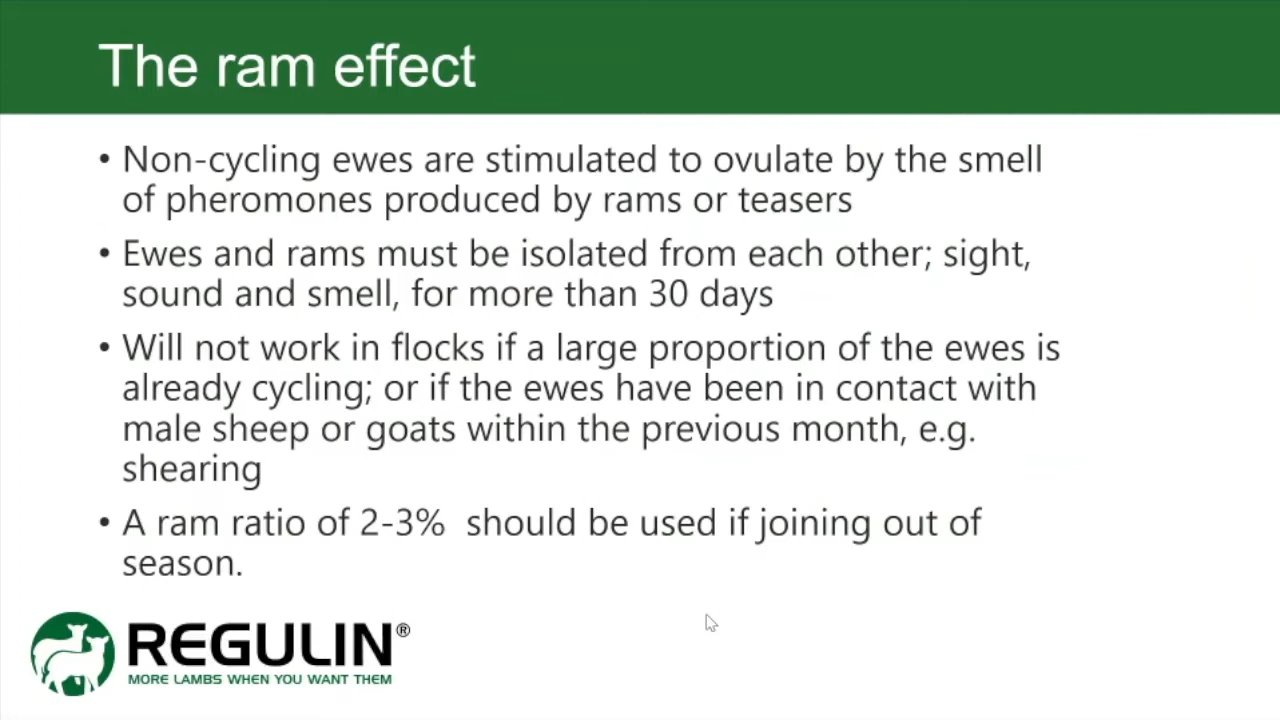 The ram effect
• Non-cycling ewes are stimulated to ovulate by the smell
of pheromones produced by rams or teasers
• Ewes and rams must be isolated from each other; sight,
sound and smell, for more than 30 days
• Will not work in flocks if a large proportion of the ewes is
already cycling; or if the ewes have been in contact with
male sheep or goats within the previous month, e.g.
shearing
• A ram ratio of 2-3%  should be used if joining out of
season.
REGULIN®
MORE LAMBS WHEN YOU WANT THEM